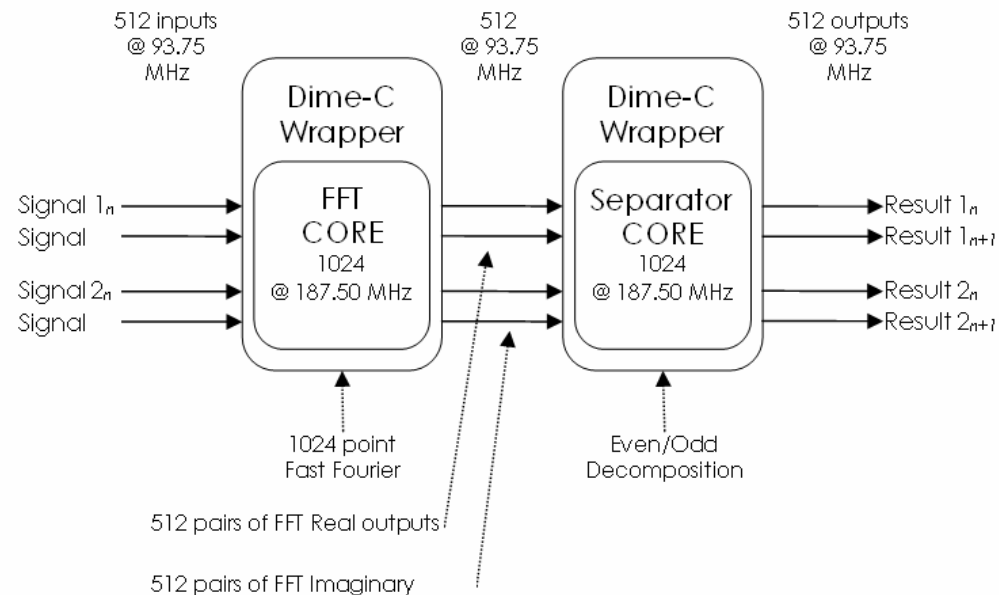 512 inputs
@ 93.75
MHz
512
@ 93.75
MHz
512 outputs
@ 93.75
MHz
Dime-C
Wrapper
Dime-C
Wrapper
FFT
CORE
1024
@ 187.50 MHz
Separator
CORE
1024
@ 187.50 MHz
Signal 1n
Signal
Signal 2n
Signal
Result 1n
Result 1n+1
Result 2n
Result 2n+1
1024 point
Fast Fourier
Even/Odd
Decomposition
512 pairs of FFT Real outputs
512 pairs of FFT Imaginary